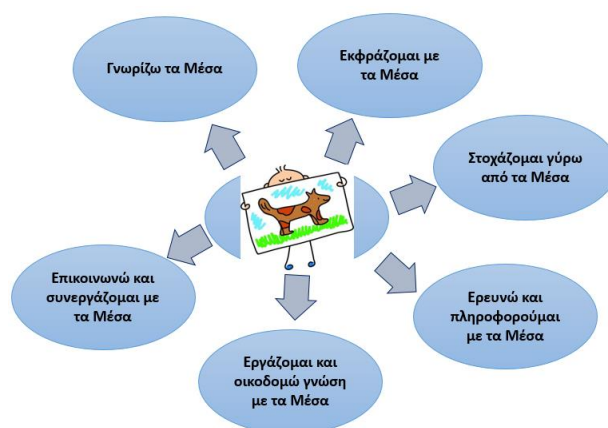 Γνωρίζω τα Μέσα
Εκφράζομαι με
τα Μέσα
Στοχάζομαι γύρω
από τα Μέσα
Ερευνώ και
πληροφορούμαι
με τα Μέσα
Εργάζομαι και
οικοδομώ γνώση
με τα Μέσα
Επικοινωνώ και
συνεργάζομαι με
τα Μέσα